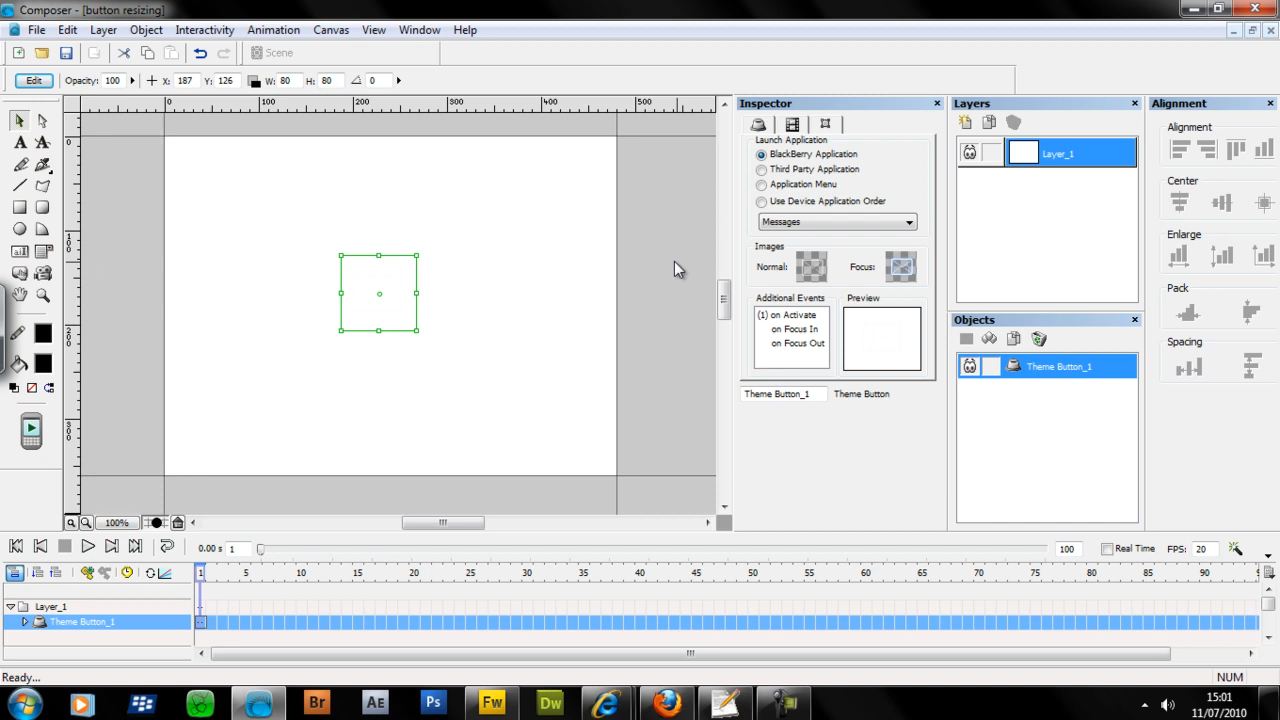 Composer - [button resizing]
File Edit Layer Object Interactivity Animation Canvas View Window Help
Scene
Edit Opacity: 100 X: 187 Y: 126 W: 80 H: 80 0
0 100 200 300 400 500
0
100
200
300
Inspector
Launch Application
BlackBerry Application
Third Party Application
Application Menu
Use Device Application Order
Messages
Images
Normal: Focus:
Additional Events Preview
(1) on Activate
on Focus In
on Focus Out
Theme Button_1 Theme Button
Layers
Layer_1
Objects
Theme Button_1
Alignment
Alignment
Center
Enlarge
Pack
Spacing
100%
0.00 s 1 100 Real Time FPS: 20
1 5 10 15 20 25 30 35 40 45 50 55 60 65 70 75 80 85 90
Layer_1
Theme Button_1
Ready... NUM
Br AE Ps Fw Dw
15:01
11/07/2010